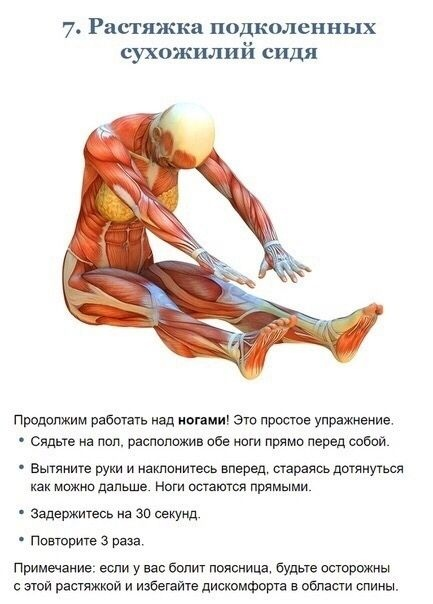 7. Растяжка подколенных
сухожилий сидя
Продолжим работать над ногами! Это простое упражнение.
• Сядьте на пол, расположив обе ноги прямо перед собой.
• Вытяните руки и наклонитесь вперед, стараясь дотянуться
как можно дальше. Ноги остаются прямыми.
• Задержитесь на 30 секунд.
• Повторите 3 раза.
Примечание: если у вас болит поясница, будьте осторожны
с этой растяжкой и избегайте дискомфорта в области спины.